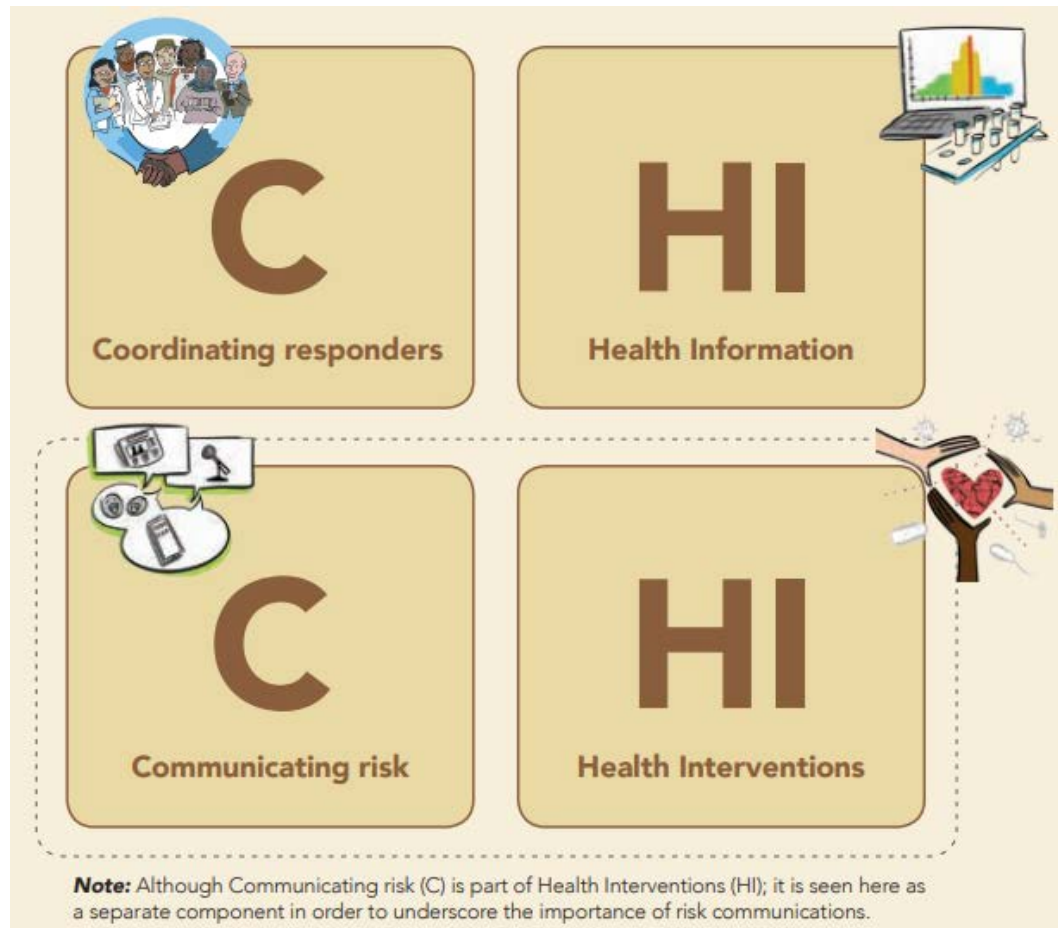 C
HI
Coordinating responders
Health Information
C
HI
Communicating risk
Health Interventions
Note: Although Communicating risk (C) is part of Health Interventions (HI); it is seen here as
a separate component in order to underscore the importance of risk communications.